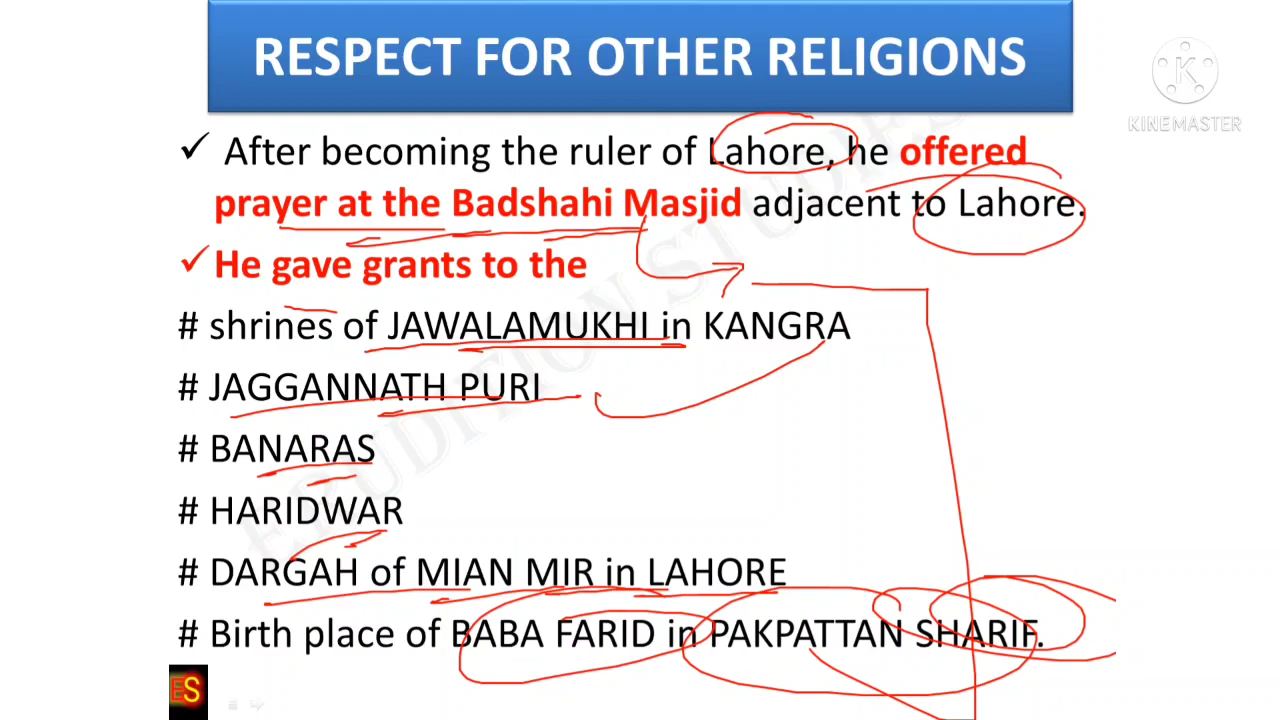 RESPECT FOR OTHER RELIGIONS
K
KINEMASTER
✓ After becoming the ruler of Lahore, he offered
prayer at the Badshahi Masjid adjacent to Lahore.
✓ He gave grants to the
# shrines of JAWALAMUKHI in KANGRA
# JAGGANNATH PURI
# BANARAS
# HARIDWAR
# DARGAH of MIAN MIR in LAHORE
# Birth place of BABA FARID in PAKPATTAN SHARIF.
ES
ERUDITION STUDIES